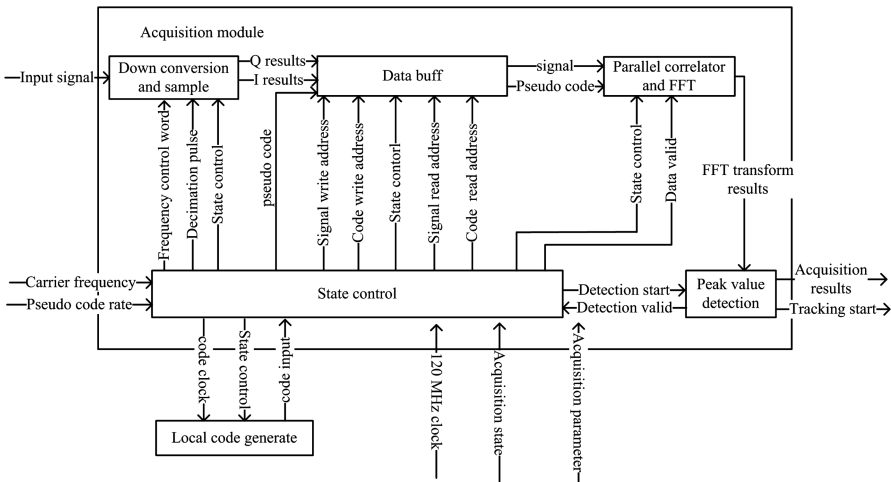 Acquisition module
Input signal
Down conversion
and sample
Q results
I results
Data buff
signal
Pseudo code
Parallel correlator
and FFT
Frequency control word
Decimation pulse
State control
pseudo code
Signal write address
Code write address
State contorl
Signal read address
Code read address
State control
Data valid
FFT transform
results
Carrier frequency
Pseudo code rate
State control
Detection start
Detection valid
Peak value
detection
Acquisition
results
Tracking start
code clock
State control
code input
120 MHz clock
Acquisition state
Acquisition parameter
Local code generate